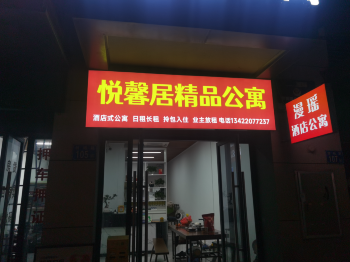 悦馨居精品公寓
酒店式公寓 日租长租 拎包入住 业主放租 电话13422077237
漫瑶
酒店公寓